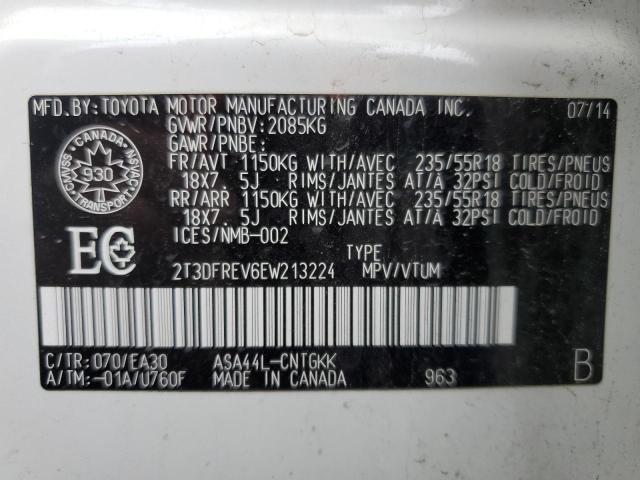 MFD.BY:TOYOTA MOTOR MANUFACTURING CANADA INC. 07/14
GVWR/PNBV:2085KG
GAWR/PNBE:
FR/AVT 1150KG WITH/AVEC 235/55R18 TIRES/PNEUS
18X7.5J RIMS/JANTES AT/A 32PSI COLD/FROID
RR/ARR 1150KG WITH/AVEC 235/55R18 TIRES/PNEUS
18X7.5J RIMS/JANTES AT/À 32PSI COLD/FROID
ICES/NMB-002
CANADA
CMVSS 930 NSVAC
TRANSPORT
EC
TYPE
2T3DFREV6EW213224 MPV/VTUM
C/TR:070/EA30 ASA44L-CNTGKK
A/TM:-01A/U760F MADE IN CANADA 963 B